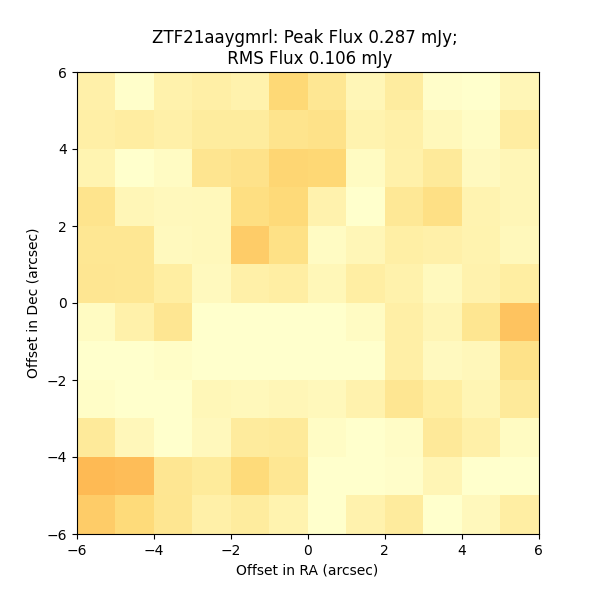 ZTF21aaygmrl: Peak Flux 0.287 mJy;
RMS Flux 0.106 mJy
6
4
2
0
−2
−4
−6
Offset in Dec (arcsec)
−6 −4 −2 0 2 4 6
Offset in RA (arcsec)